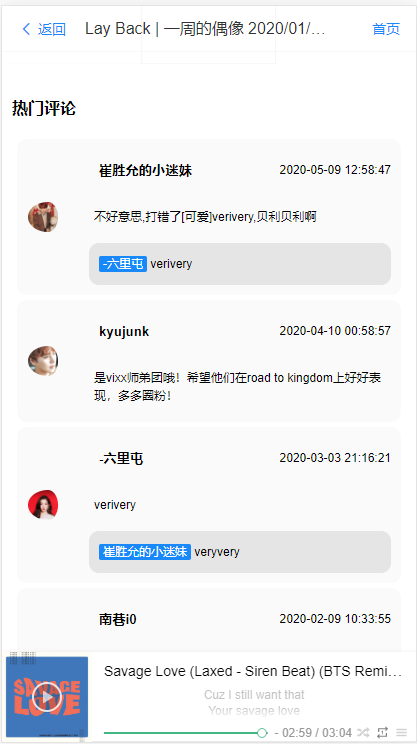 返回 Lay Back | 一周的偶像 2020/01/… 首页
热门评论
崔胜允的小迷妹 2020-05-09 12:58:47
不好意思,打错了[可爱]verivery,贝利贝利啊
-六里屯 verivery
kyujunk 2020-04-10 00:58:57
是vixx师弟团哦！希望他们在road to kingdom上好好表
现，多多圈粉！
-六里屯 2020-03-03 21:16:21
verivery
崔胜允的小迷妹 veryvery
南巷i0 2020-02-09 10:33:55
SAVAGE
LOVE
Savage Love (Laxed - Siren Beat) (BTS Remi…
Cuz I still want that
Your savage love
- 02:59 / 03:04